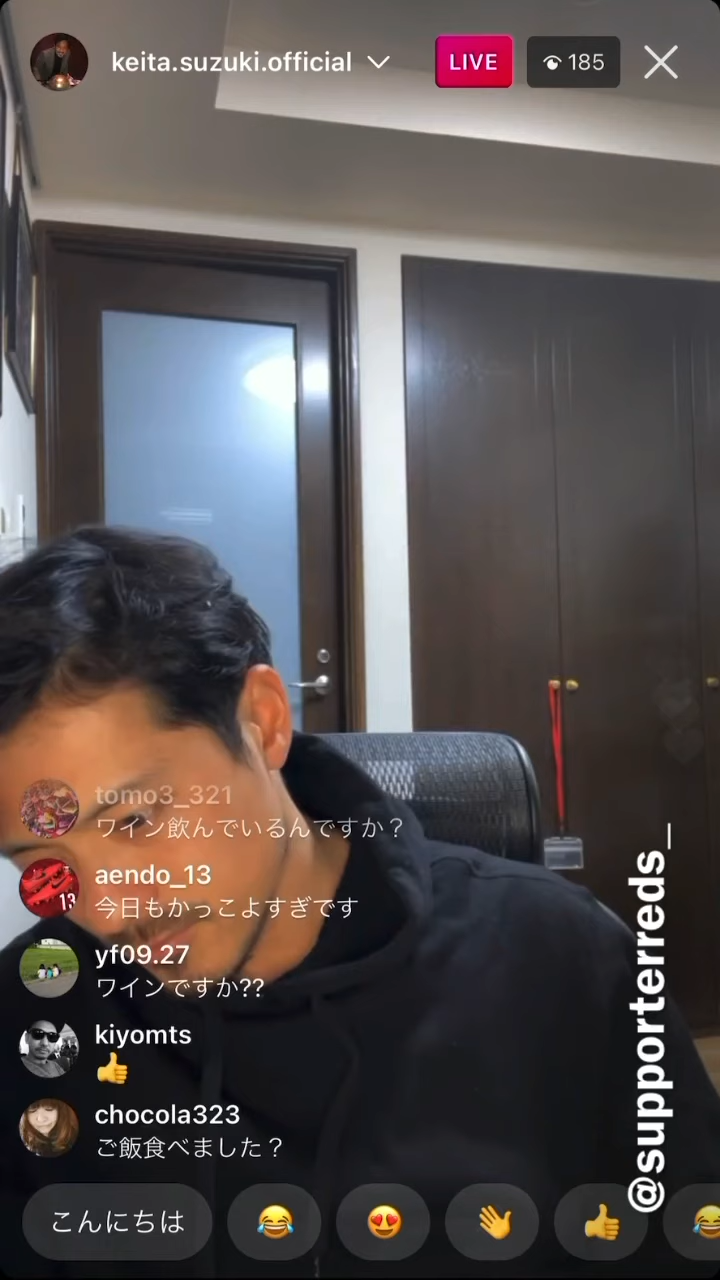 keita.suzuki.official
LIVE
185
tomo3_321
ワイン飲んでいるんですか？
aendo_13
今日もかっこよすぎです
yf09.27
ワインですか??
kiyomts
👍
chocola323
ご飯食べました？
こんにちは
😂 😍 👋 👍 😂
@supporterreds_
13